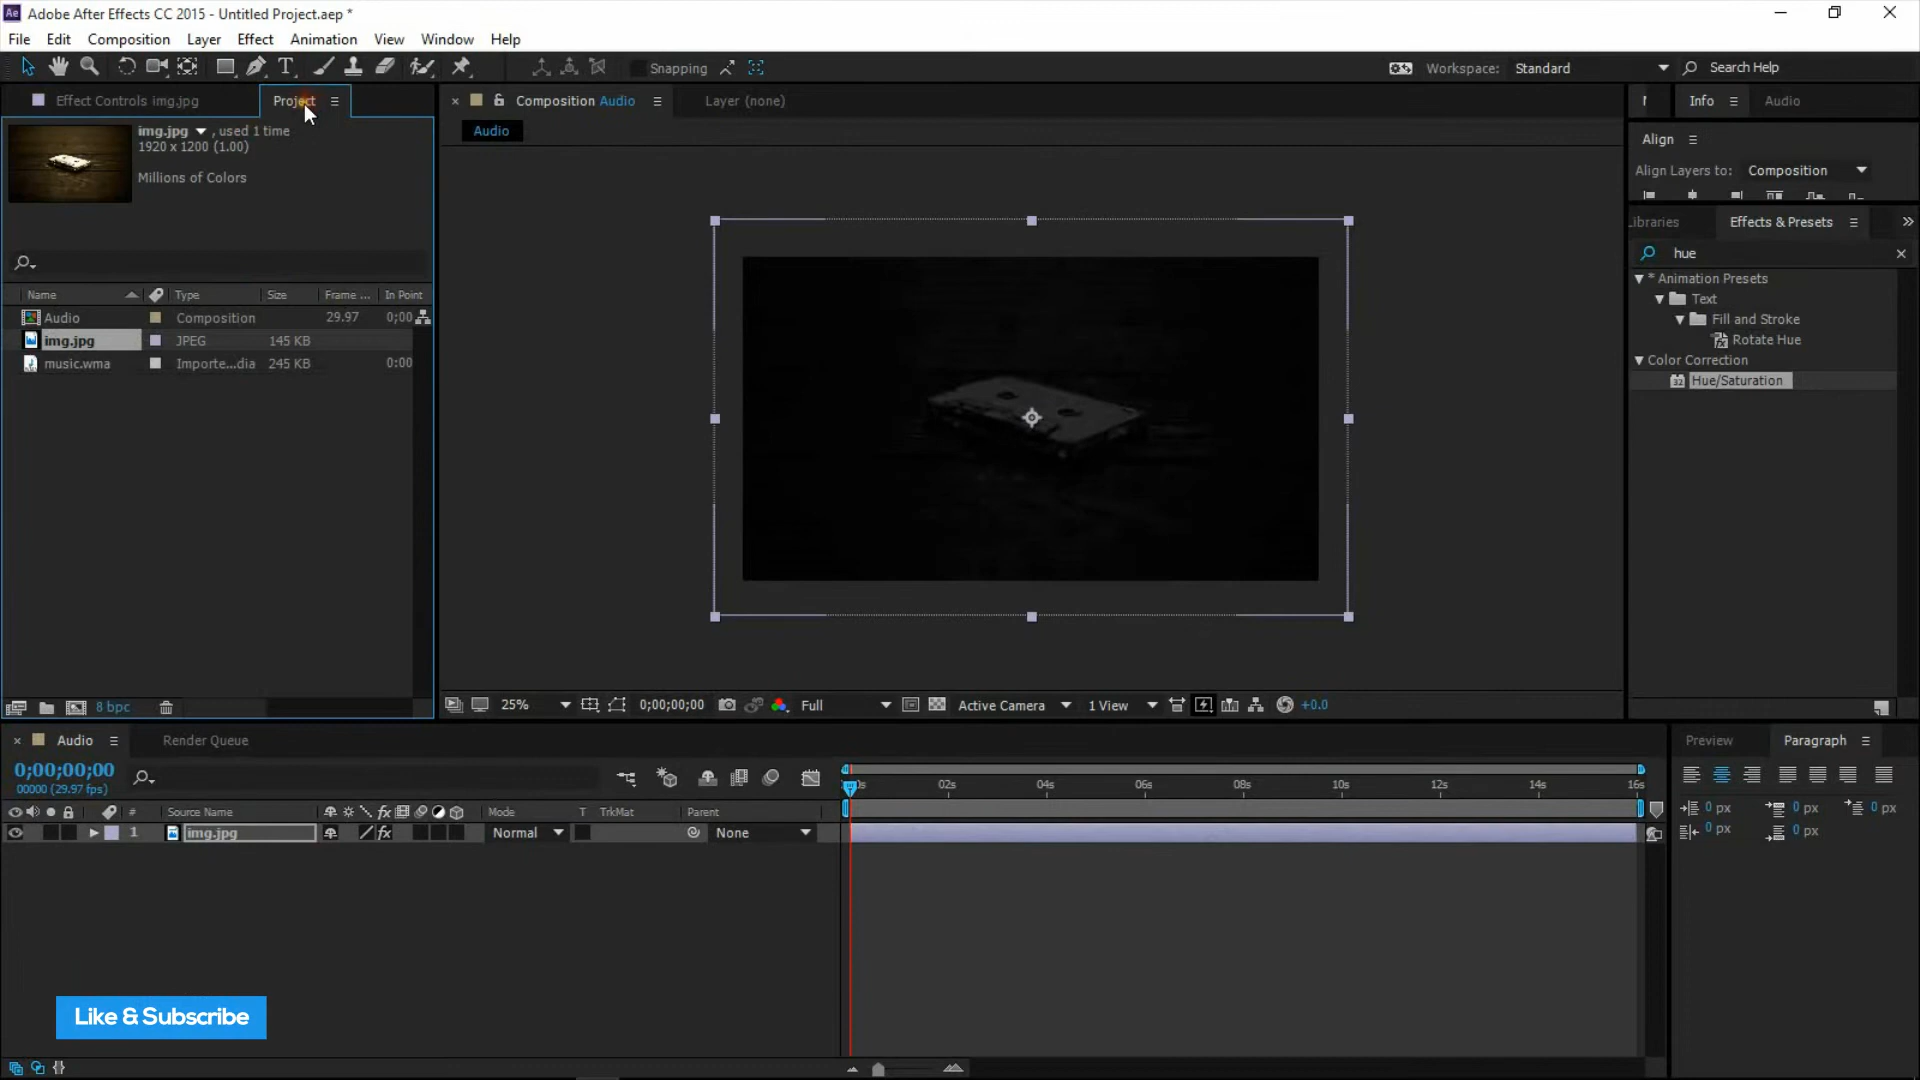 Ae Adobe After Effects CC 2015 - Untitled Project.aep *
File Edit Composition Layer Effect Animation View Window Help
T Snapping Workspace: Standard Search Help
Effect Controls img.jpg Project
Composition Audio Layer (none)
Info Audio
img.jpg , used 1 time
1920 x 1200 (1.00)
Millions of Colors
Audio
Align
Align Layers to: Composition
Libraries Effects & Presets
hue
* Animation Presets
Text
Fill and Stroke
Rotate Hue
Color Correction
32 Hue/Saturation
Name Type Size Frame ... In Point
Audio Composition 29.97 0;00
img.jpg JPEG 145 KB
music.wma Importe...dia 245 KB 0:00
8 bpc
25% 0;00;00;00 Full Active Camera 1 View +0.0
Audio Render Queue
Preview Paragraph
0;00;00;00
00000 (29.97 fps)
02s 04s 06s 08s 10s 12s 14s 16s
# Source Name fx Mode T TrkMat Parent
1 img.jpg fx Normal None
0 px 0 px 0 px
0 px 0 px
Like & Subscribe